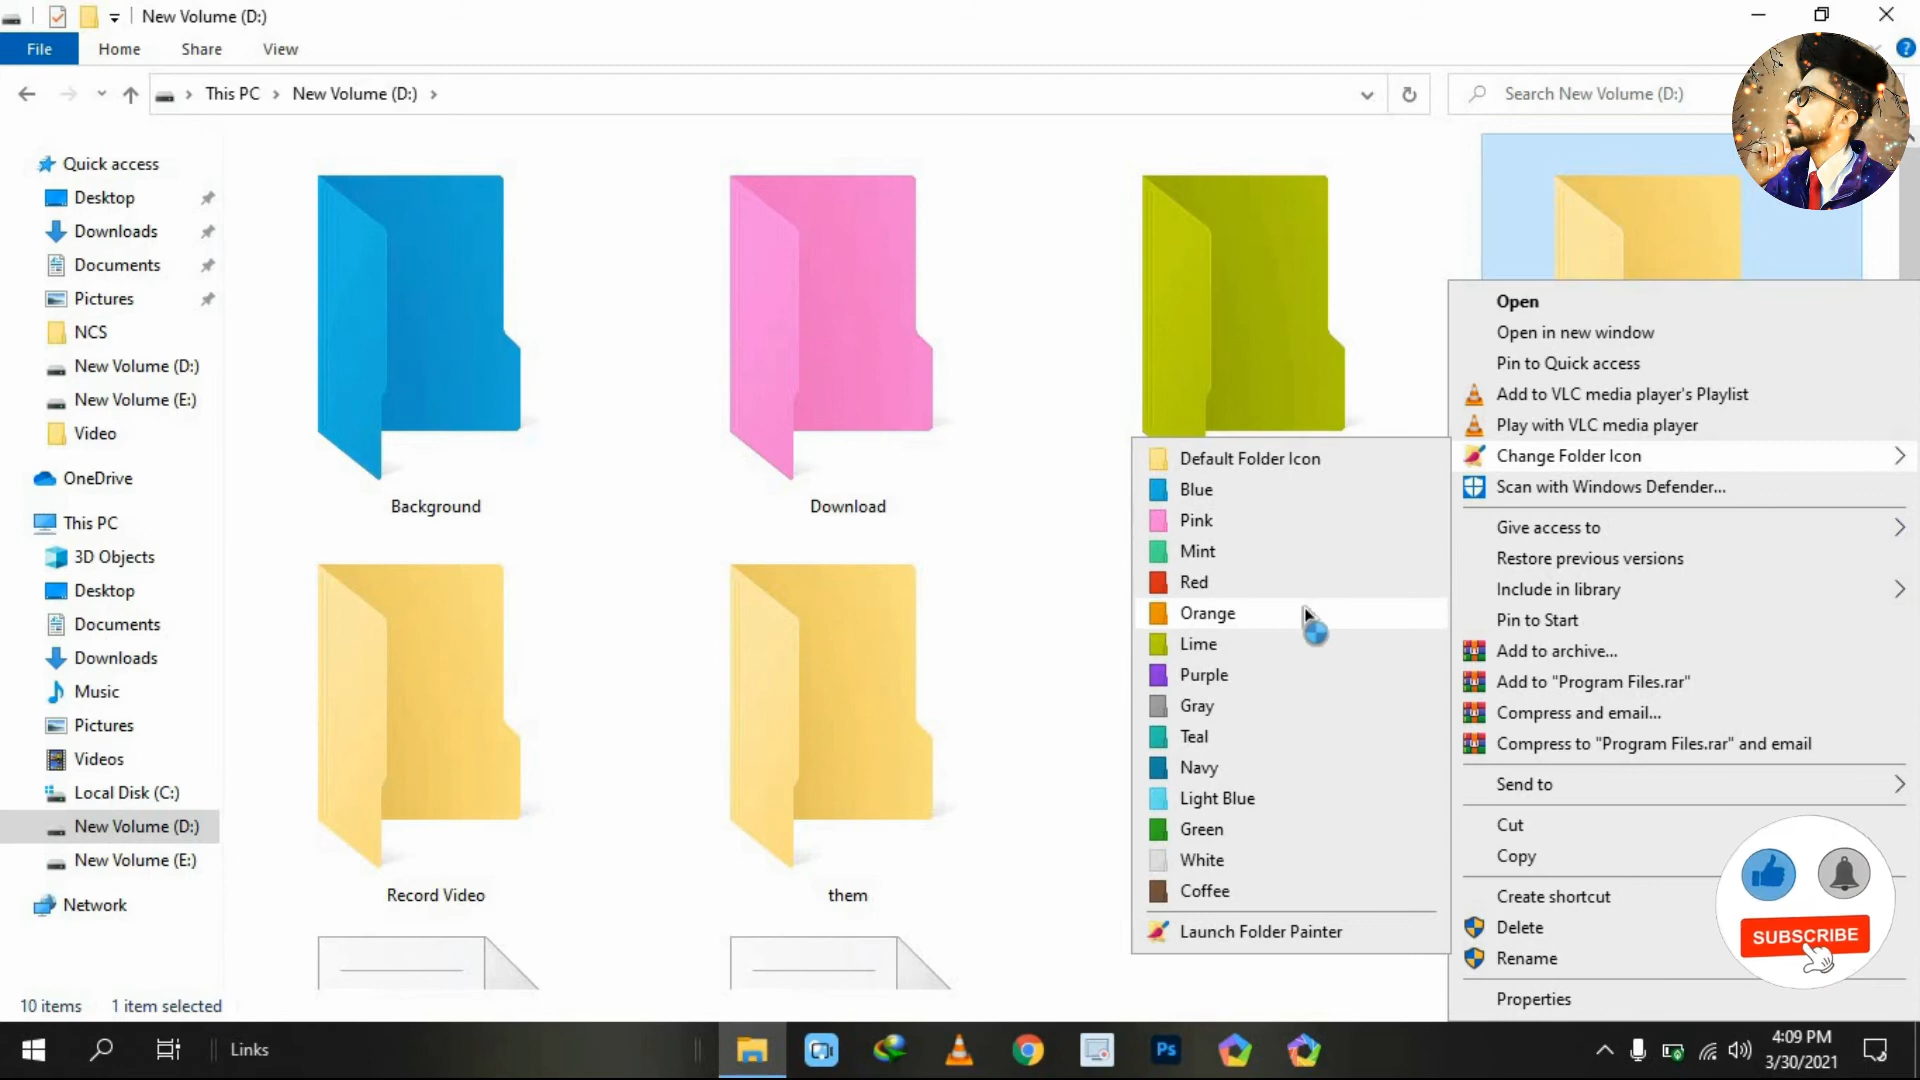 New Volume (D:)
File Home Share View
This PC New Volume (D:)
Search New Volume (D:)
Quick access
Desktop
Downloads
Documents
Pictures
NCS
New Volume (D:)
New Volume (E:)
Video
OneDrive
This PC
3D Objects
Desktop
Documents
Downloads
Music
Pictures
Videos
Local Disk (C:)
New Volume (D:)
New Volume (E:)
Network
Background
Download
Record Video
them
Default Folder Icon
Blue
Pink
Mint
Red
Orange
Lime
Purple
Gray
Teal
Navy
Light Blue
Green
White
Coffee
Launch Folder Painter
Open
Open in new window
Pin to Quick access
Add to VLC media player's Playlist
Play with VLC media player
Change Folder Icon
Scan with Windows Defender...
Give access to
Restore previous versions
Include in library
Pin to Start
Add to archive...
Add to "Program Files.rar"
Compress and email...
Compress to "Program Files.rar" and email
Send to
Cut
Copy
Create shortcut
Delete
Rename
Properties
SUBSCRIBE
10 items 1 item selected
Links
Ps
4:09 PM
3/30/2021